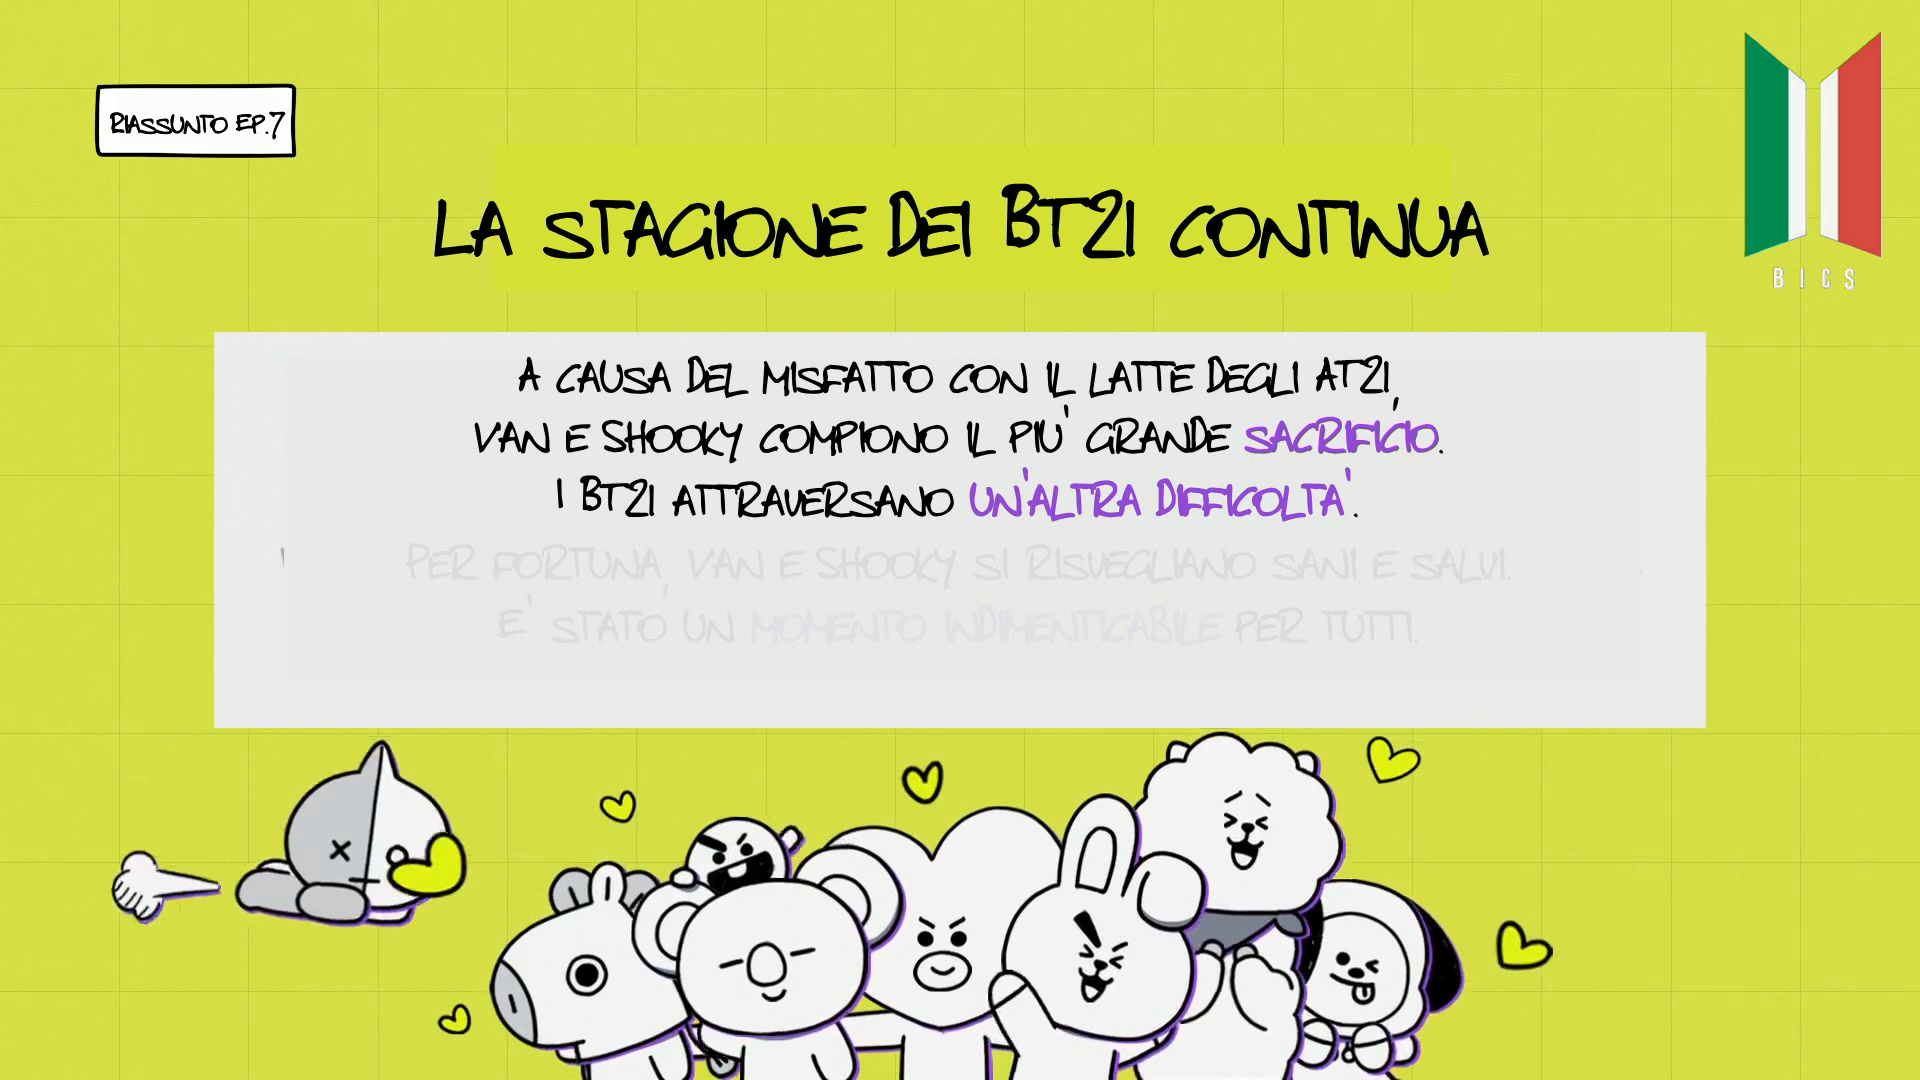 RIASSUNTO EP.7
BICS
LA STAGIONE DEI BT21 CONTINUA
A CAUSA DEL MISFATTO CON IL LATTE DEGLI AT21,
VAN E SHOOKY COMPIONO IL PIU' GRANDE SACRIFICIO.
I BT21 ATTRAVERSANO UN'ALTRA DIFFICOLTA'.
PER FORTUNA, VAN E SHOOKY SI RISVEGLIANO SANI E SALVI.
E' STATO UN MOMENTO INDIMENTICABILE PER TUTTI.